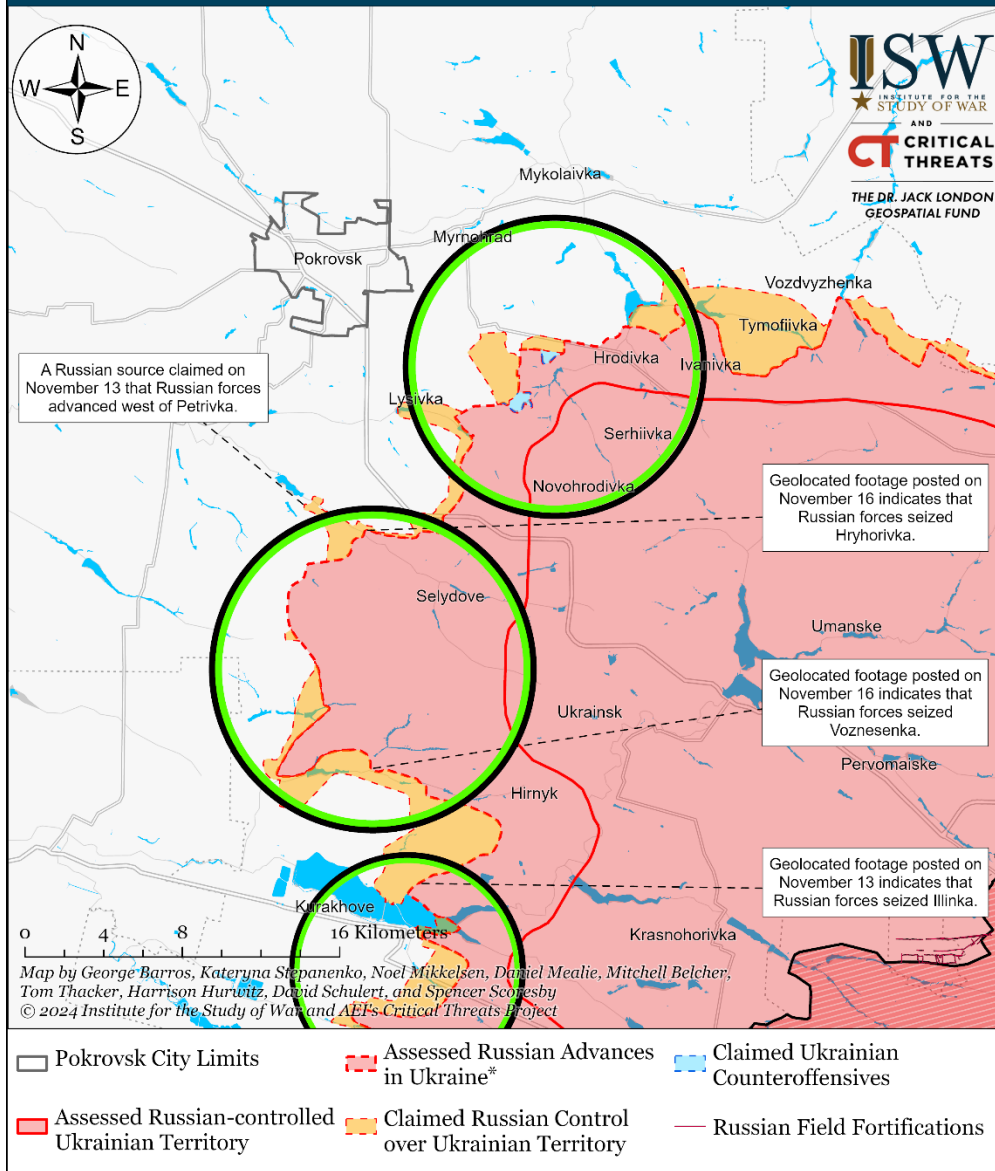 N
W
E
S
ISW
INSTITUTE FOR THE
STUDY OF WAR
AND
CT CRITICAL
THREATS
THE DR. JACK LONDON
GEOSPATIAL FUND
Mykolaivka
Myrnohrad
Pokrovsk
Vozdvyzhenka
Tymofiivka
Hrodivka
Ivanivka
A Russian source claimed on
November 13 that Russian forces
advanced west of Petrivka.
Lysivka
Serhiivka
Novohrodivka
Geolocated footage posted on
November 16 indicates that
Russian forces seized
Hryhorivka.
Selydove
Umanske
Geolocated footage posted on
November 16 indicates that
Russian forces seized
Voznesenka.
Ukrainsk
Pervomaiske
Hirnyk
Geolocated footage posted on
November 13 indicates that
Russian forces seized Illinka.
Kurakhove
Krasnohorivka
0 4 8 16 Kilometers
Map by George Barros, Kateryna Stepanenko, Noel Mikkelsen, Daniel Mealie, Mitchell Belcher,
Tom Thacker, Harrison Hurwitz, David Schulert, and Spencer Scoresby
© 2024 Institute for the Study of War and AEI's Critical Threats Project
Pokrovsk City Limits
Assessed Russian Advances
in Ukraine*
Claimed Ukrainian
Counteroffensives
Assessed Russian-controlled
Ukrainian Territory
Claimed Russian Control
over Ukrainian Territory
Russian Field Fortifications